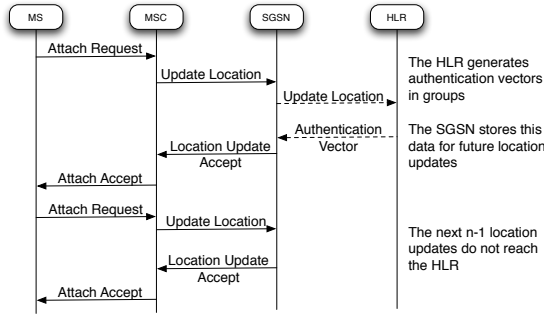 MS
MSC
SGSN
HLR
Attach Request
Update Location
Update Location
The HLR generates
authentication vectors
in groups
Authentication
Vector
The SGSN stores this
data for future location
updates
Location Update
Accept
Attach Accept
Attach Request
Update Location
The next n-1 location
updates do not reach
the HLR
Location Update
Accept
Attach Accept